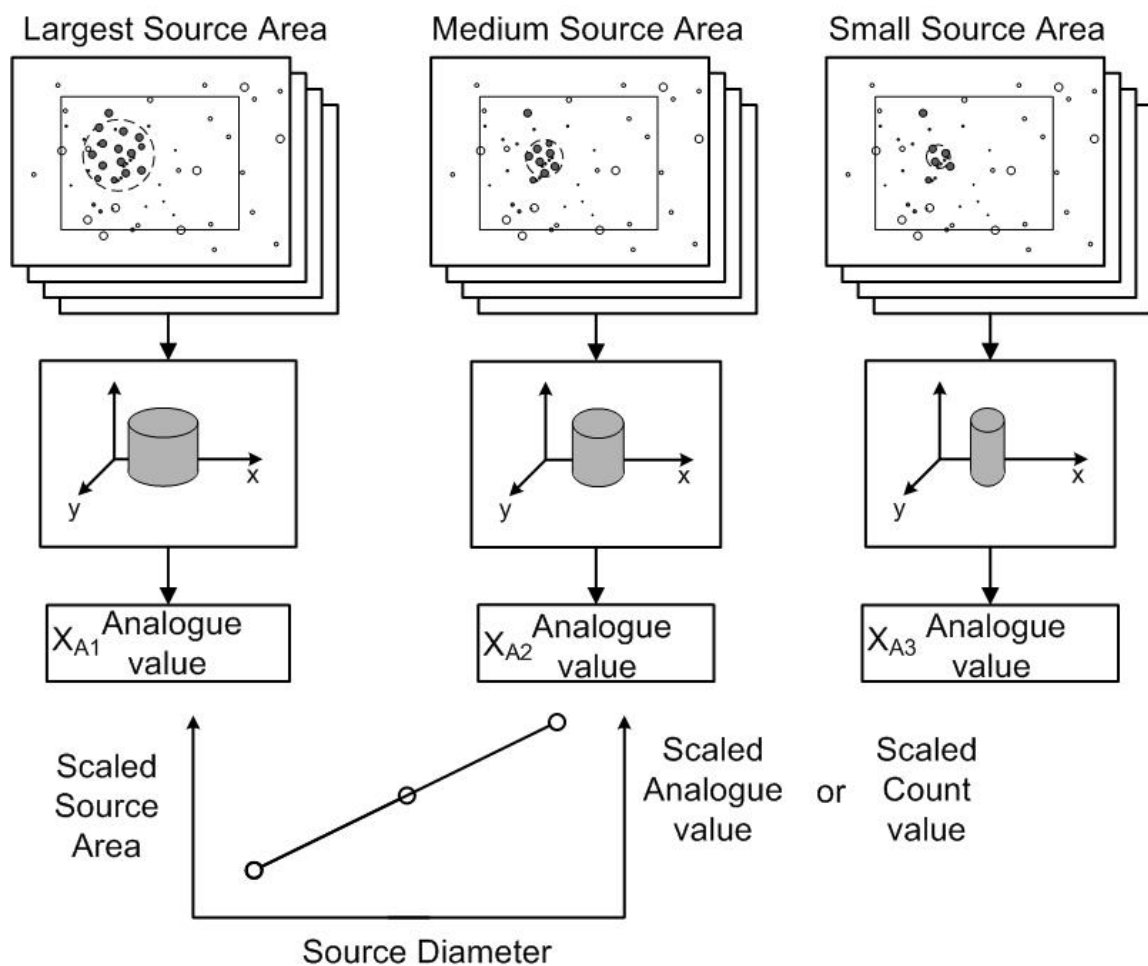 Largest Source Area
Medium Source Area
Small Source Area
x
y
x
y
x
y
XA1 Analogue
value
XA2 Analogue
value
XA3 Analogue
value
Scaled
Source
Area
Scaled
Analogue
value
or
Scaled
Count
value
Source Diameter